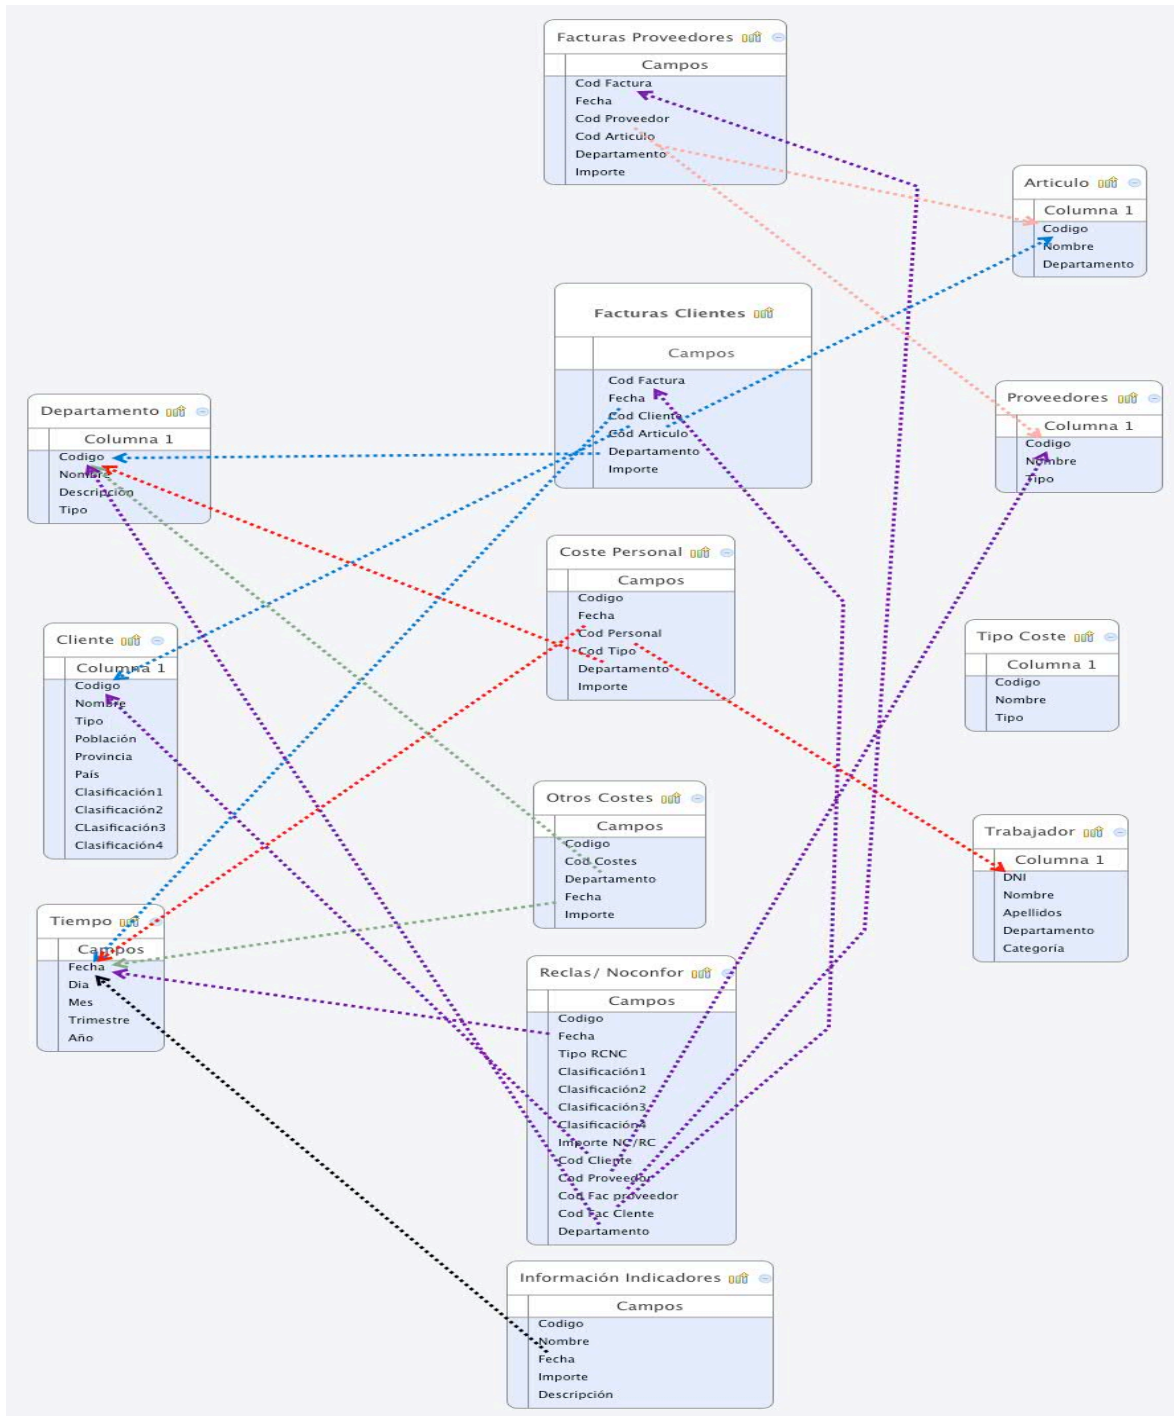 Facturas Proveedores
Campos
Cod Factura
Fecha
Cod Proveedor
Cod Articulo
Departamento
Importe
Articulo
Columna 1
Codigo
Nombre
Departamento
Facturas Clientes
Campos
Cod Factura
Fecha
Cod Cliente
Cod Articulo
Departamento
Importe
Departamento
Columna 1
Codigo
Nombre
Descripción
Tipo
Proveedores
Columna 1
Codigo
Nombre
Tipo
Coste Personal
Campos
Codigo
Fecha
Cod Personal
Cod Tipo
Departamento
Importe
Cliente
Columna 1
Codigo
Nombre
Tipo
Población
Provincia
País
Clasificación1
Clasificación2
CLasificación3
Clasificación4
Tipo Coste
Columna 1
Codigo
Nombre
Tipo
Otros Costes
Campos
Codigo
Cod Costes
Departamento
Fecha
Importe
Trabajador
Columna 1
DNI
Nombre
Apellidos
Departamento
Categoría
Tiempo
Campos
Fecha
Dia
Mes
Trimestre
Año
Reclas/ Noconfor
Campos
Codigo
Fecha
Tipo RCNC
Clasificación1
Clasificación2
Clasificación3
Clasificación4
Importe NC/RC
Cod Cliente
Cod Proveedor
Cod Fac proveedor
Cod Fac Clente
Departamento
Información Indicadores
Campos
Codigo
Nombre
Fecha
Importe
Descripción